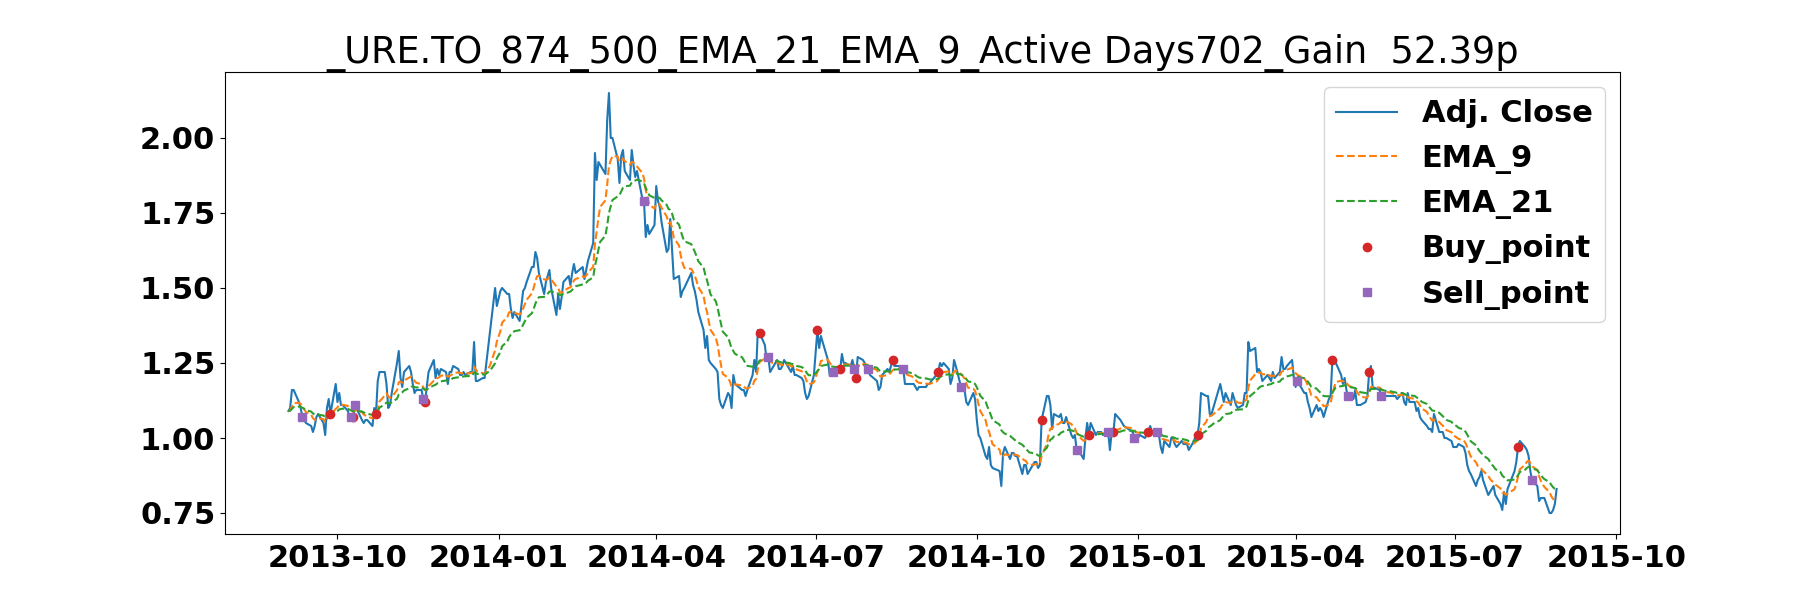 _URE.TO_874_500_EMA_21_EMA_9_Active Days702_Gain  52.39p
Adj. Close
EMA_9
EMA_21
Buy_point
Sell_point
2.00
1.75
1.50
1.25
1.00
0.75
2013-10 2014-01 2014-04 2014-07 2014-10 2015-01 2015-04 2015-07 2015-10